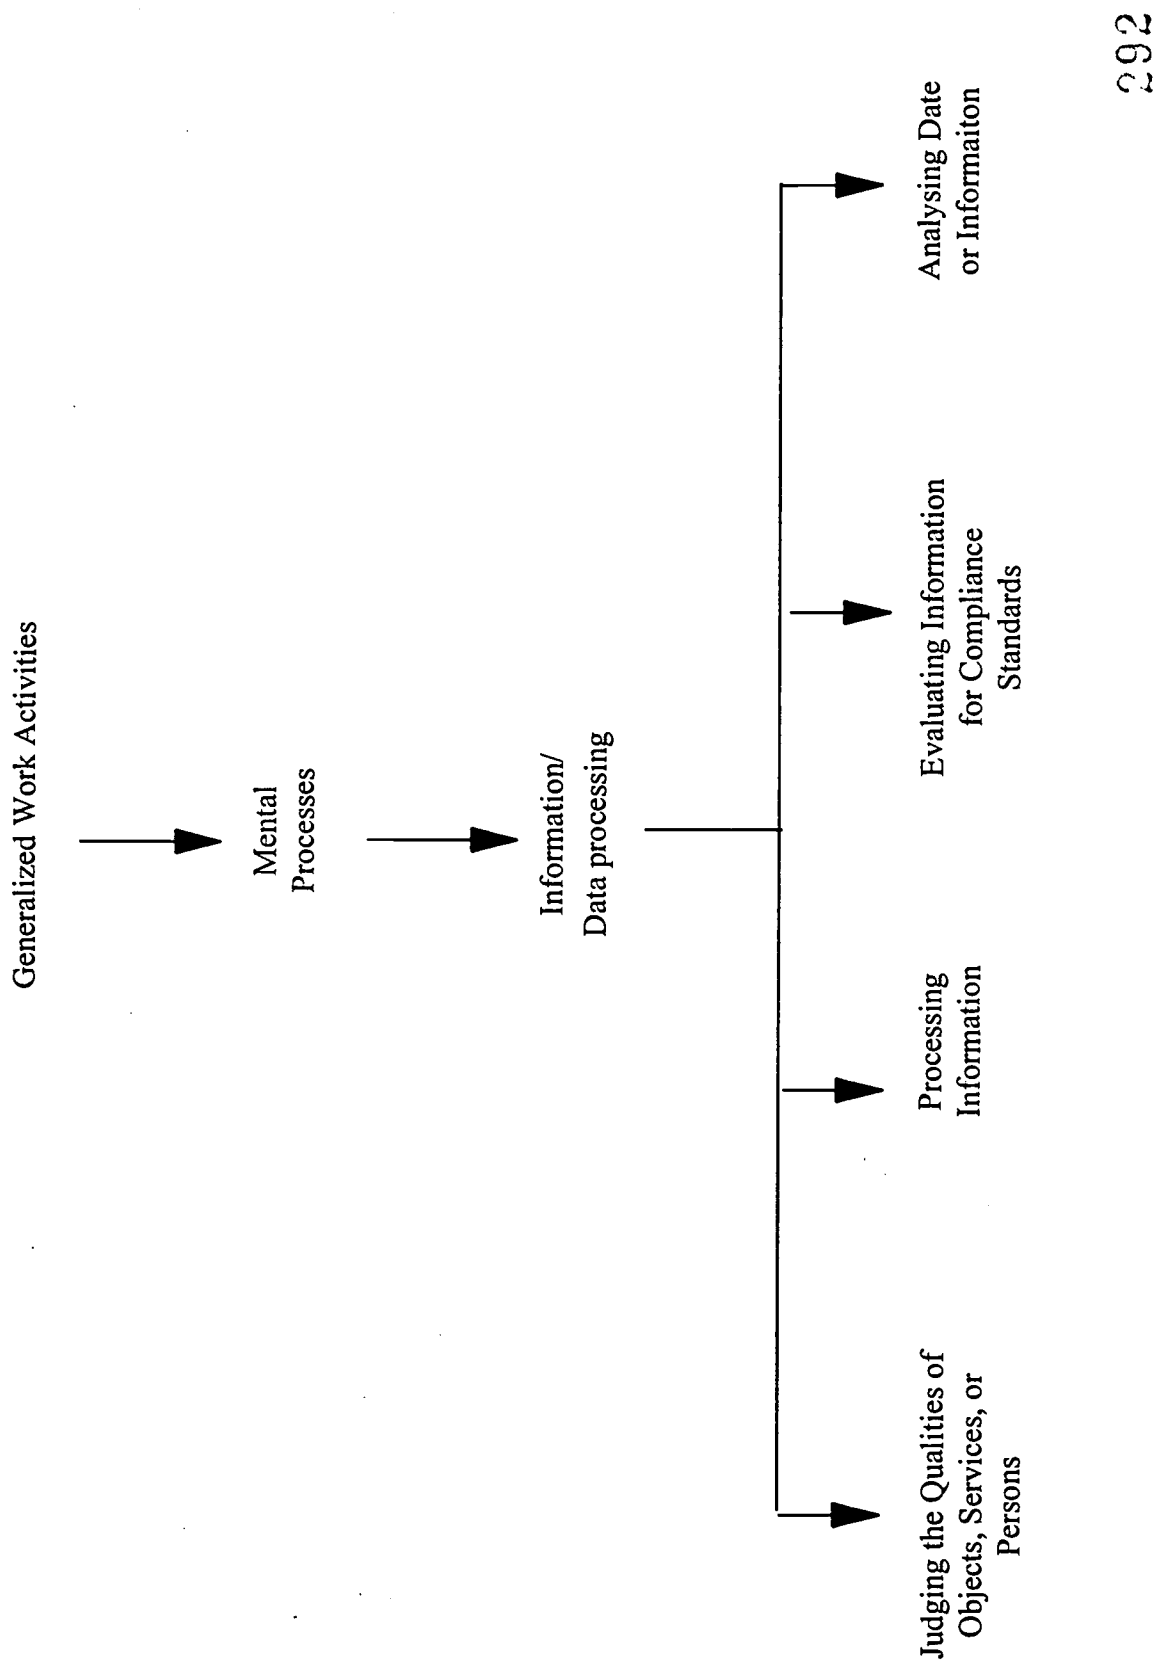 Generalized Work Activities
Mental
Processes
Information/
Data processing
Judging the Qualities of
Objects, Services, or
Persons
Processing
Information
Evaluating Information
for Compliance
Standards
Analysing Date
or Informaiton
292